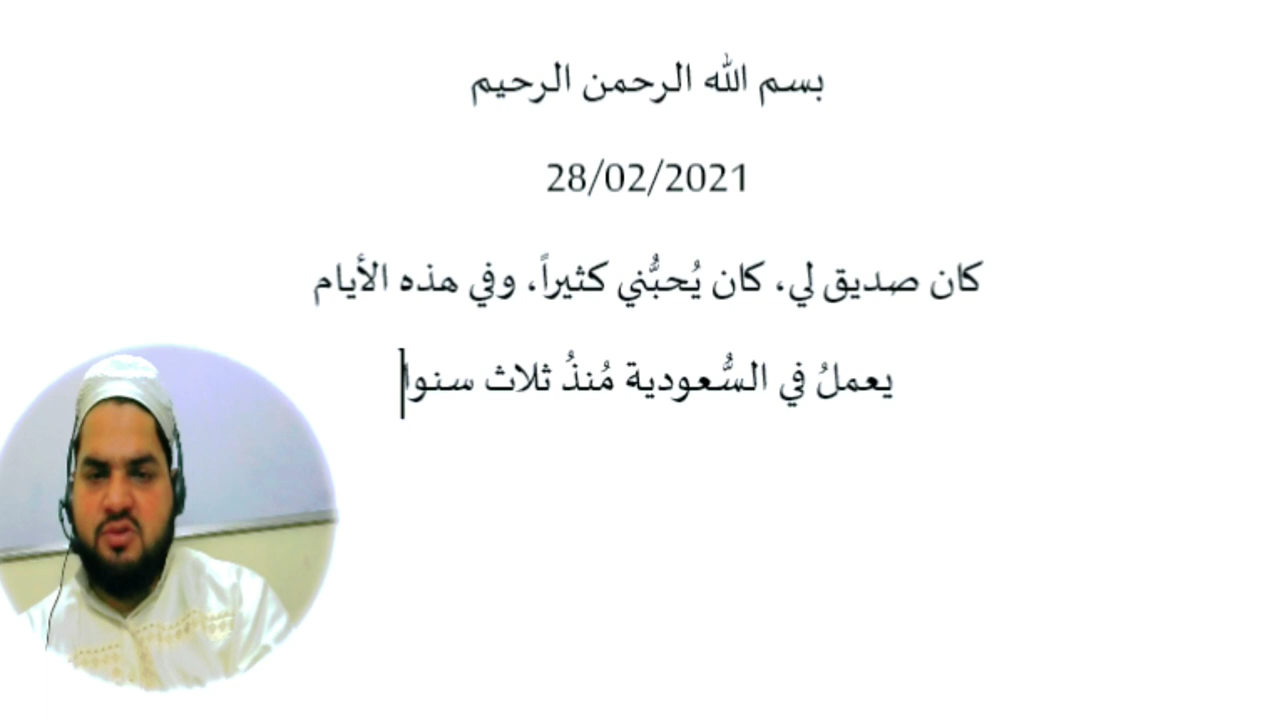 بسم الله الرحمن الرحيم
28/02/2021
كان صديق لي، كان يُحبُّني كثيراً، وفي هذه الأيام
يعملُ في السُّعودية مُنذُ ثلاث سنوا